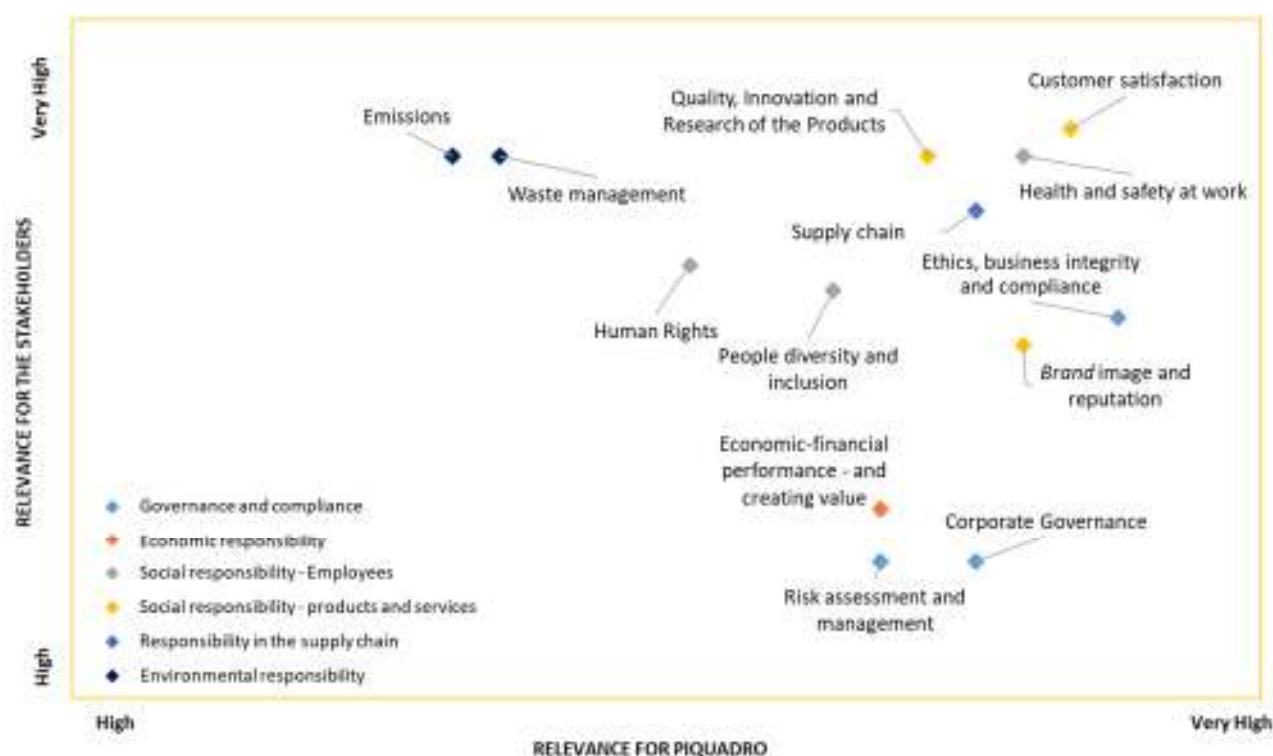 Very High
RELEVANCE FOR THE STAKEHOLDERS
High
Customer satisfaction
Quality, Innovation and
Research of the Products
Emissions
Waste management
Health and safety at work
Supply chain
Ethics, business integrity
and compliance
Human Rights
People diversity and
inclusion
Brand image and
reputation
Economic-financial
performance - and
creating value
Corporate Governance
Risk assessment and
management
Governance and compliance
Economic responsibility
Social responsibility - Employees
Social responsibility - products and services
Responsibility in the supply chain
Environmental responsibility
High
Very High
RELEVANCE FOR PIQUADRO